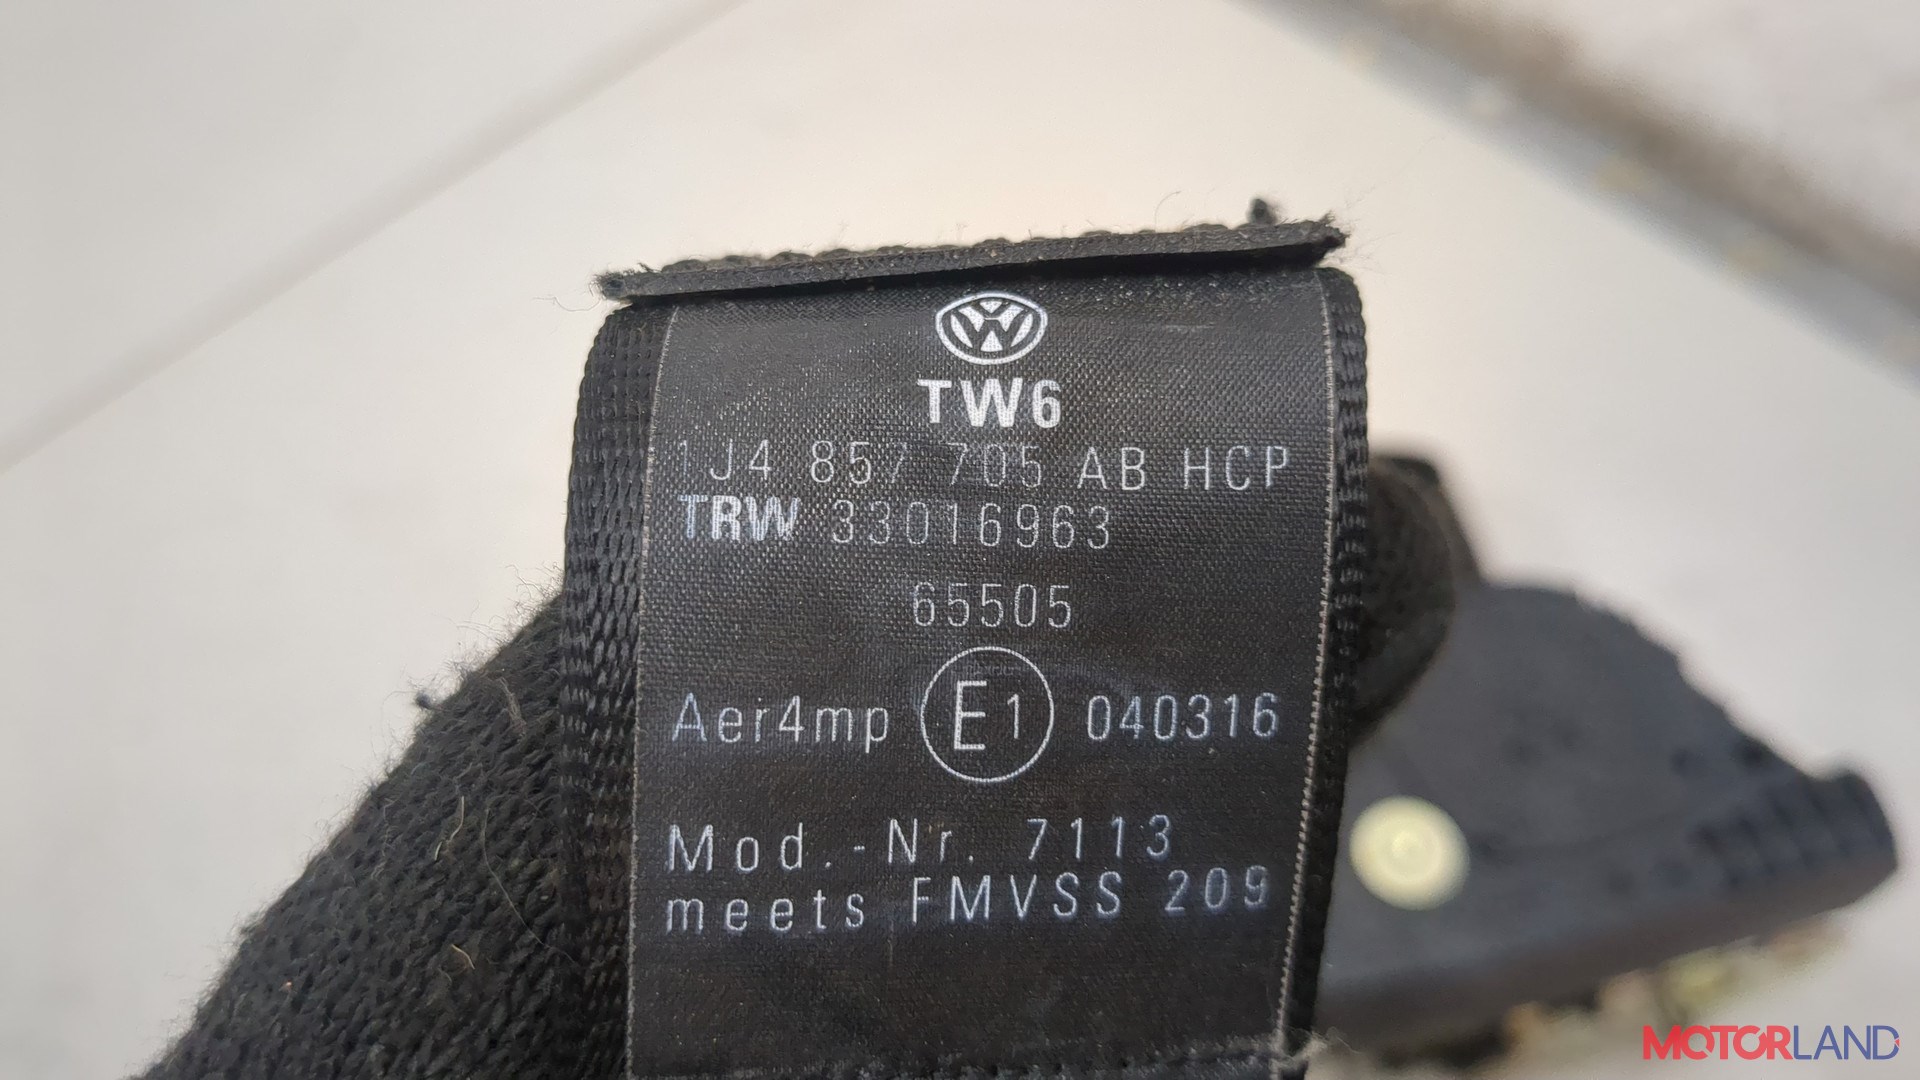 TW6
1J4 857 705 AB HCP
TRW 33016963
65505
Aer4mp E1 040316
Mod.-Nr. 7113
meets FMVSS 209
MOTORLAND